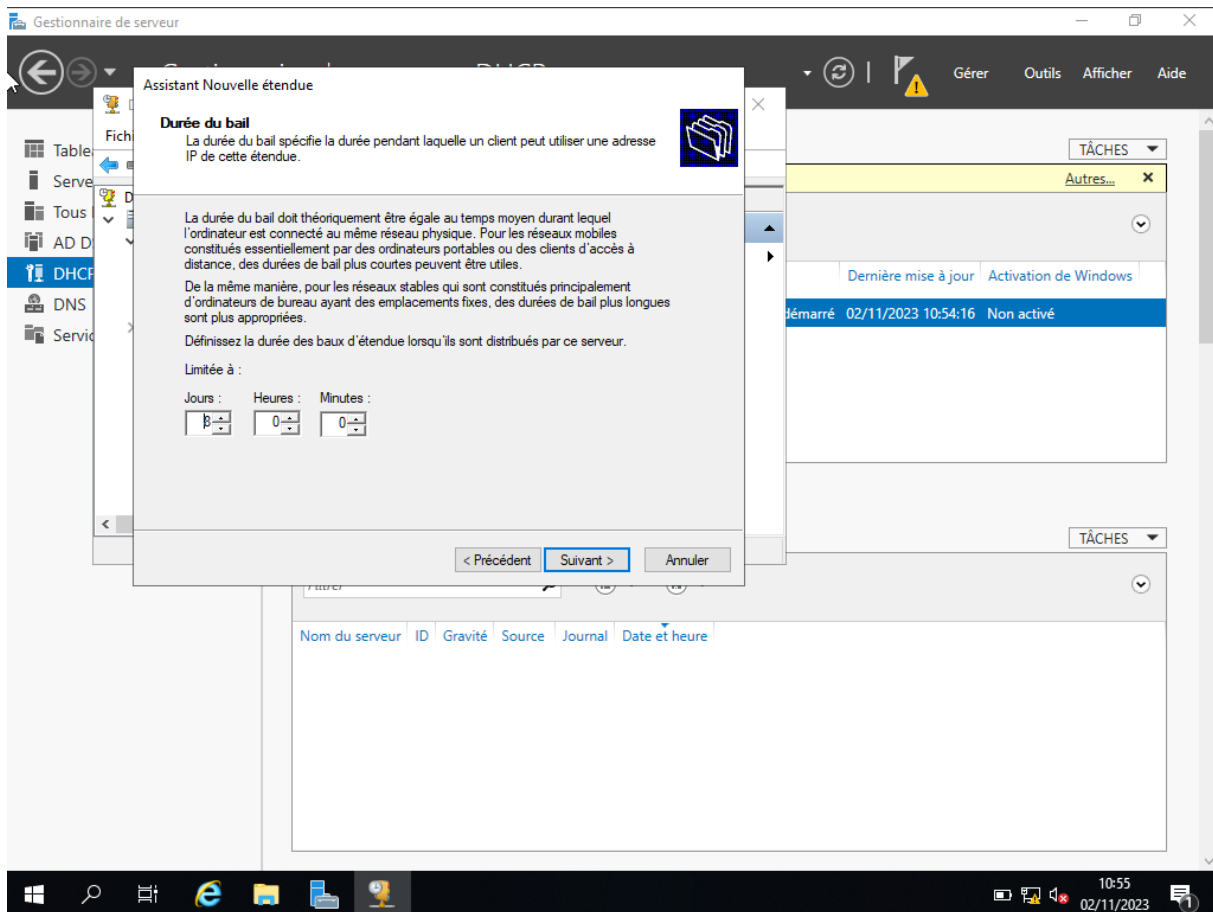 Gestionnaire de serveur
Gérer Outils Afficher Aide
Assistant Nouvelle étendue
Durée du bail
La durée du bail spécifie la durée pendant laquelle un client peut utiliser une adresse
IP de cette étendue.
Fichi
TÂCHES
Table
Serve
Autres...
Tous
AD D
DHCP
DNS
Servic
La durée du bail doit théoriquement être égale au temps moyen durant lequel
l'ordinateur est connecté au même réseau physique. Pour les réseaux mobiles
constitués essentiellement par des ordinateurs portables ou des clients d'accès à
distance, des durées de bail plus courtes peuvent être utiles.
De la même manière, pour les réseaux stables qui sont constitués principalement
d'ordinateurs de bureau ayant des emplacements fixes, des durées de bail plus longues
sont plus appropriées.
Définissez la durée des baux d'étendue lorsqu'ils sont distribués par ce serveur.
Limitée à :
Jours : Heures : Minutes :
8 0 0
Dernière mise à jour Activation de Windows
démarré 02/11/2023 10:54:16 Non activé
< Précédent Suivant > Annuler
TÂCHES
Nom du serveur ID Gravité Source Journal Date et heure
10:55
02/11/2023
1